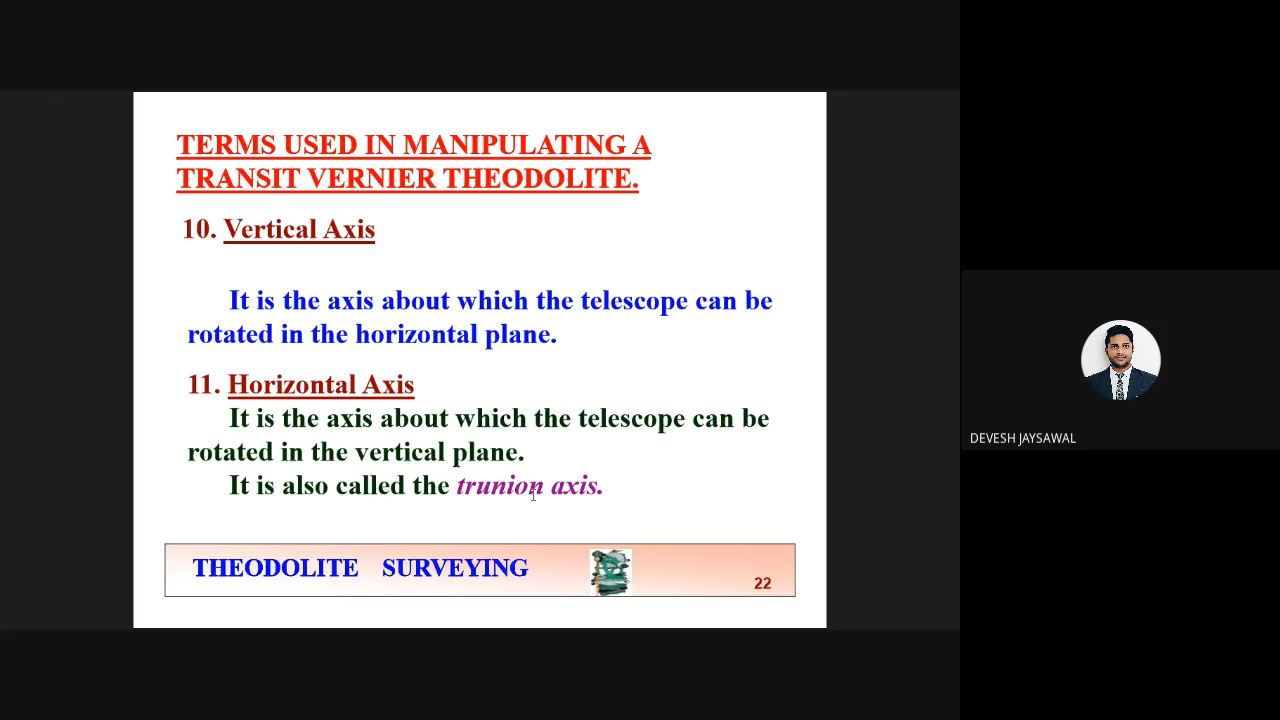 TERMS USED IN MANIPULATING A
TRANSIT VERNIER THEODOLITE.
10. Vertical Axis
It is the axis about which the telescope can be
rotated in the horizontal plane.
11. Horizontal Axis
It is the axis about which the telescope can be
rotated in the vertical plane.
It is also called the trunion axis.
THEODOLITE SURVEYING
22
DEVESH JAYSAWAL